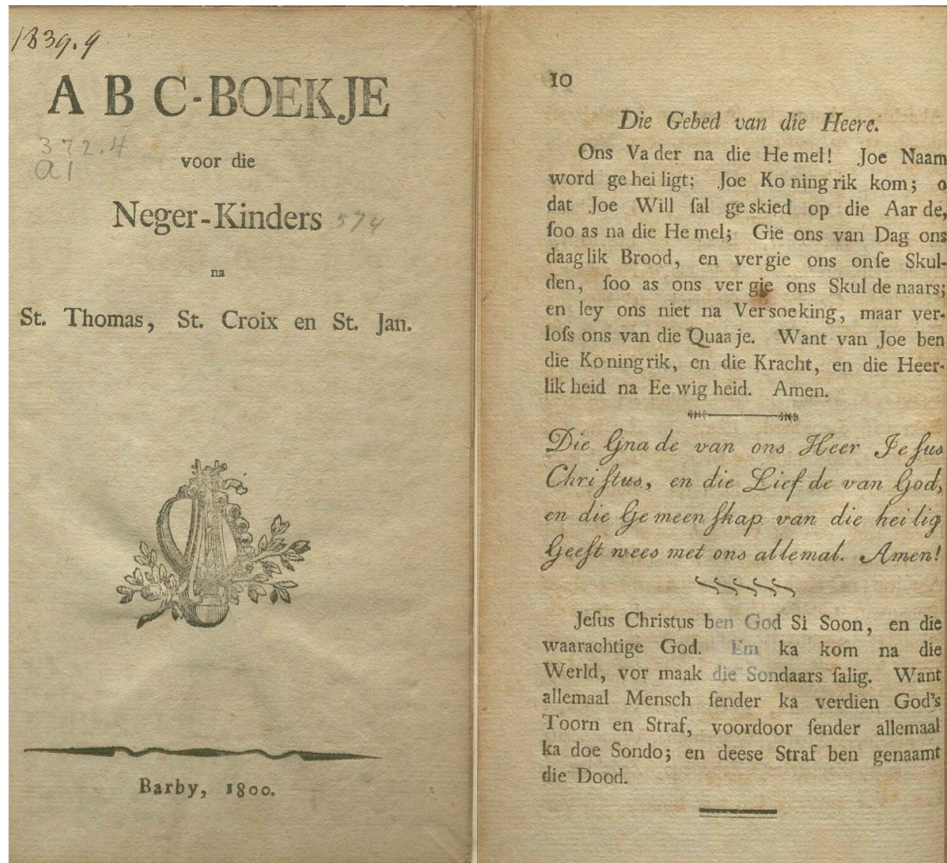 1839.9
A B C-BOEKJE
372.4
A1
voor die
Neger-Kinders 574
na
St. Thomas, St. Croix en St. Jan.
Barby, 1800.
10
Die Gebed van die Heere.
Ons Va der na die He mel! Joe Naam
word ge hei ligt; Joe Ko ning rik kom; o
dat Joe Will ſal ge skied op die Aar de,
ſoo as na die He mel; Gie ons van Dag ons
daag lik Brood, en ver gie ons onſe Skul-
den, ſoo as ons ver gie ons Skul de naars;
en ley ons niet na Ver soe king, maar ver-
loſs ons van die Quaa je. Want van Joe ben
die Ko ning rik, en die Kracht, en die Heer-
lik heid na Ee wig heid. Amen.
Die Gna de van ons Heer Je ſus
Chri ſtus, en die Lief de van God,
en die Ge meen ſkap van die hei lig
Geeſt wees met ons allemal. Amen!
Jeſus Christus ben God Si Soon, en die
waarachtige God. Em ka kom na die
Werld, vor maak die Sondaars ſalig. Want
allemaal Mensch ſender ka verdien God's
Toorn en Straf, voordoor ſender allemaal
ka doe Sondo; en deese Straf ben genaamt
die Dood.